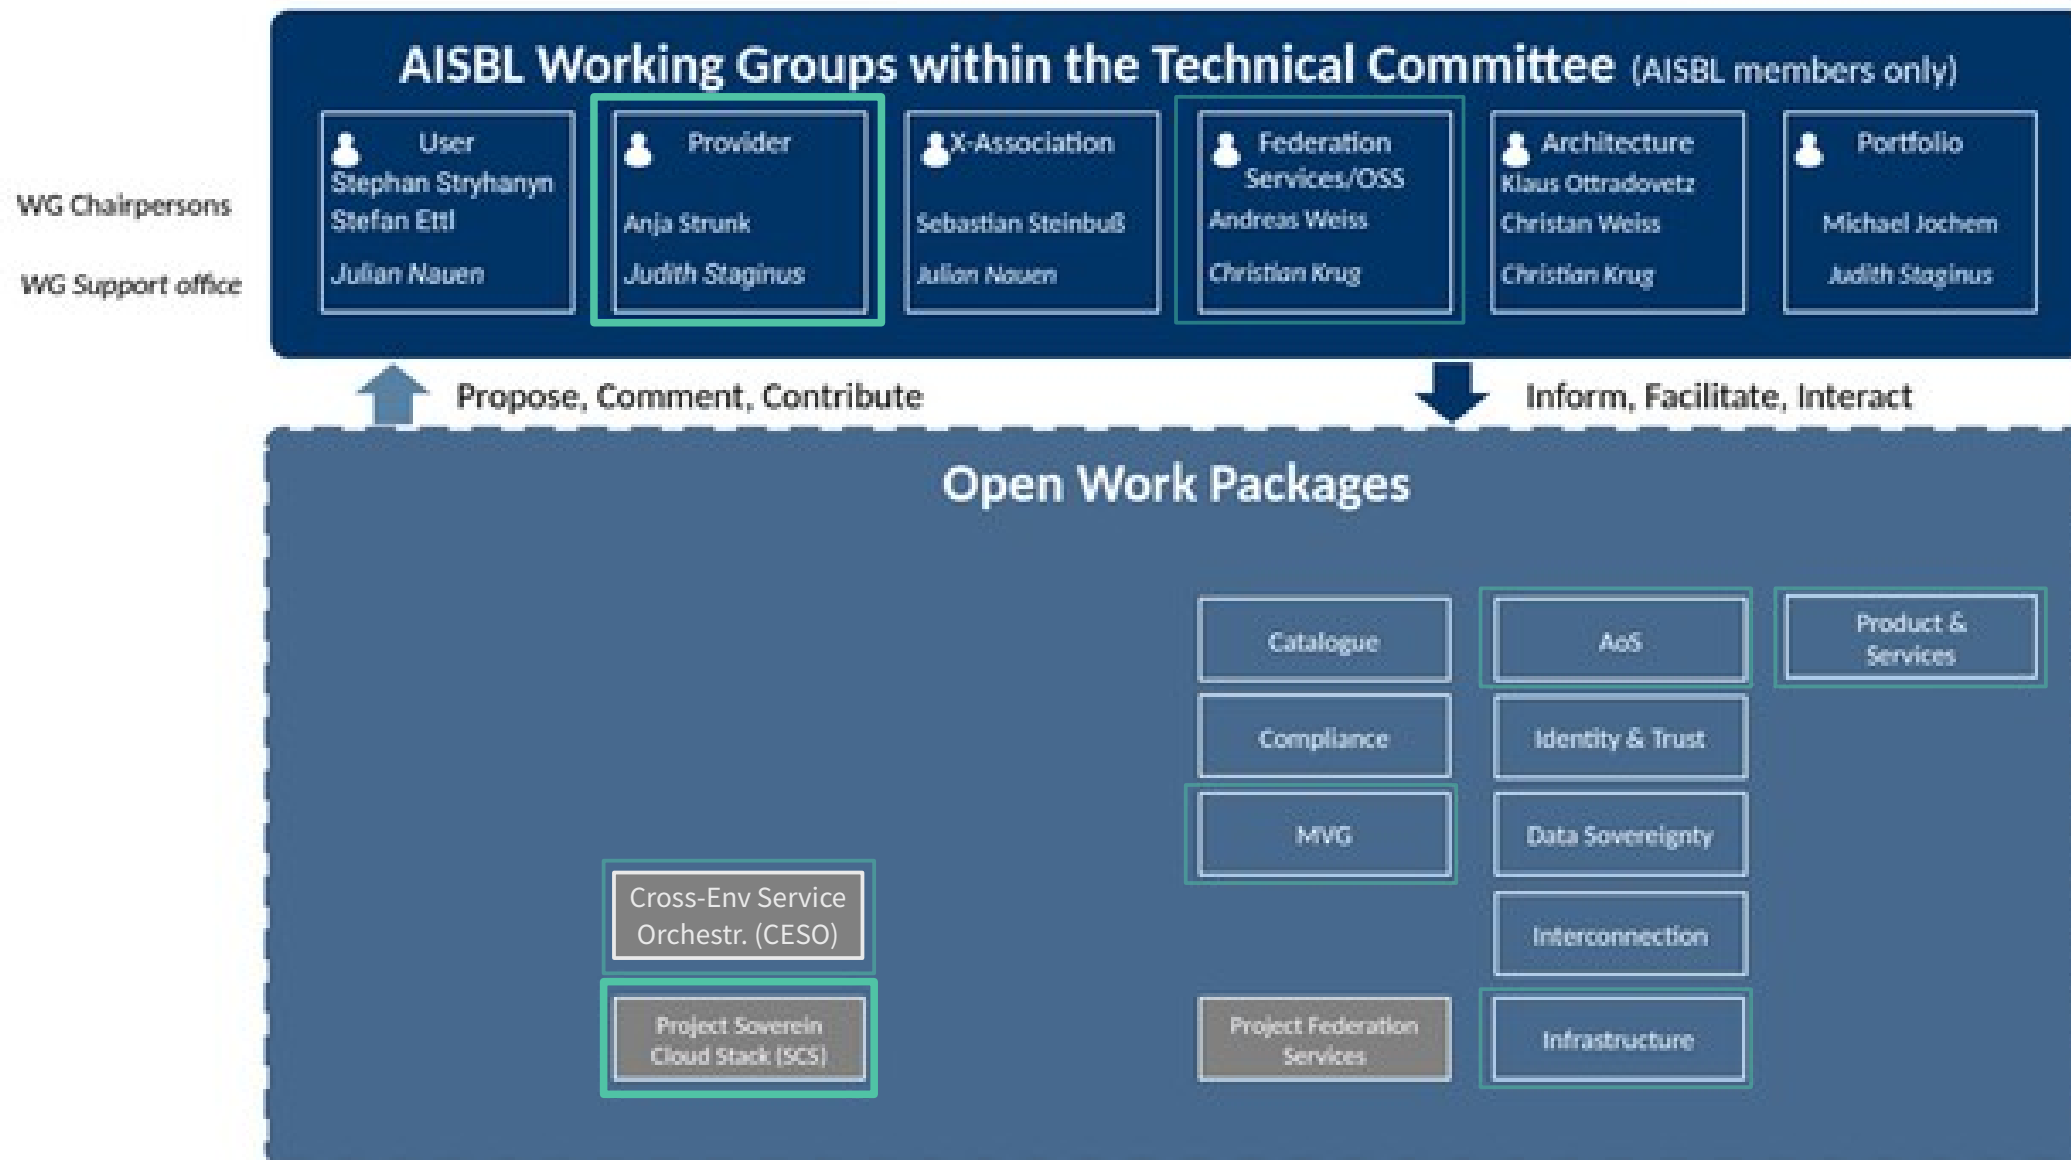 AISBL Working Groups within the Technical Committee (AISBL members only)
WG Chairpersons
WG Support office
User
Stephan Stryhanyn
Stefan Ettl
Julian Nauen
Provider
Anja Strunk
Judith Staginus
X-Association
Sebastian Steinbuß
Julian Nauen
Federation
Services/OSS
Andreas Weiss
Christian Krug
Architecture
Klaus Ottradovetz
Christan Weiss
Christian Krug
Portfolio
Michael Jochem
Judith Staginus
Propose, Comment, Contribute
Inform, Facilitate, Interact
Open Work Packages
Cross-Env Service
Orchestr. (CESO)
Project Soverein
Cloud Stack (SCS)
Catalogue
Compliance
MVG
Project Federation
Services
AoS
Identity & Trust
Data Sovereignty
Interconnection
Infrastructure
Product &
Services